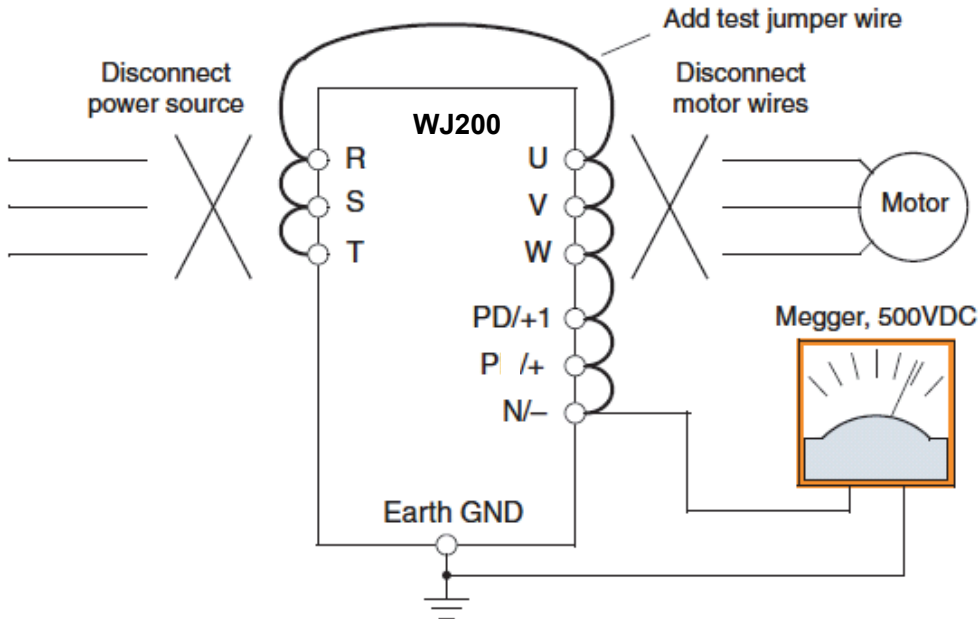 Add test jumper wire
Disconnect
power source
Disconnect
motor wires
WJ200
R
U
S
V
Motor
T
W
PD/+1
Megger, 500VDC
P /+
N/–
Earth GND